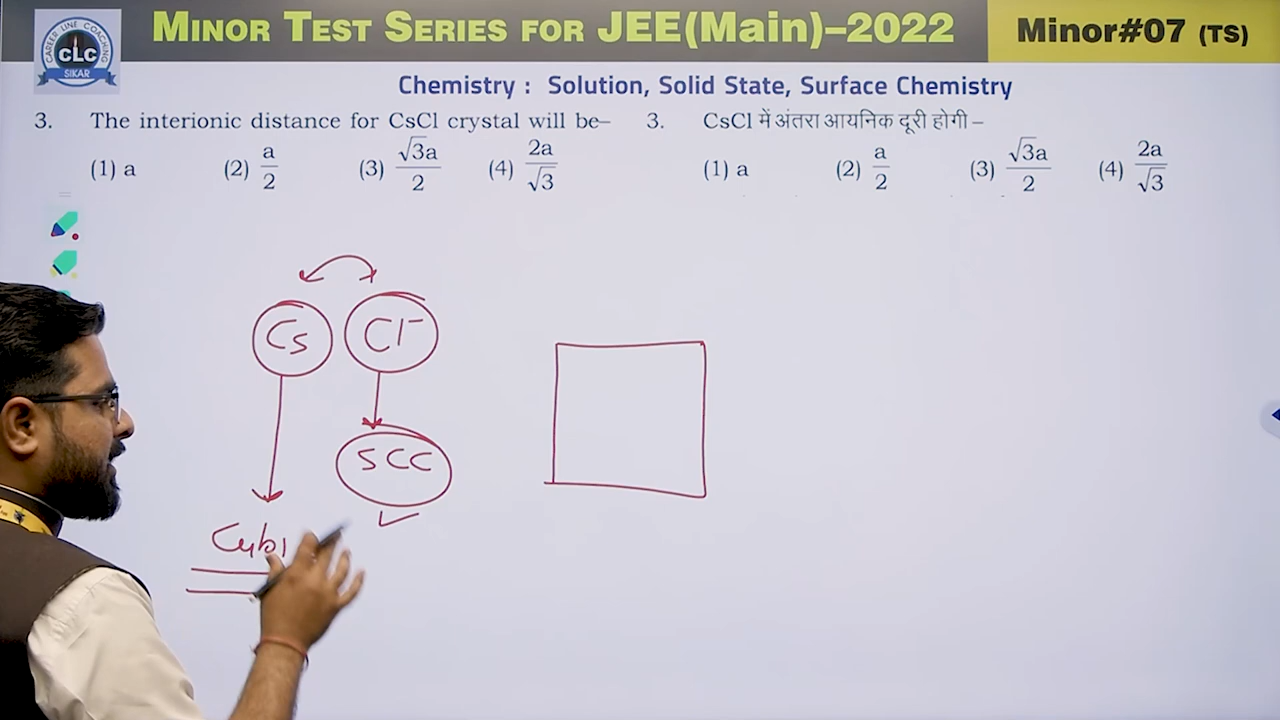 MINOR TEST SERIES FOR JEE(Main)–2022
Minor#07 (TS)
CAREER LINE COACHING
CLC
SIKAR
Chemistry : Solution, Solid State, Surface Chemistry
3. The interionic distance for CsCl crystal will be–
(1) a (2) a/2 (3) √3a/2 (4) 2a/√3
3. CsCl में अंतरा आयनिक दूरी होगी –
(1) a (2) a/2 (3) √3a/2 (4) 2a/√3
Cs Cl⁻
SCC
Cubi